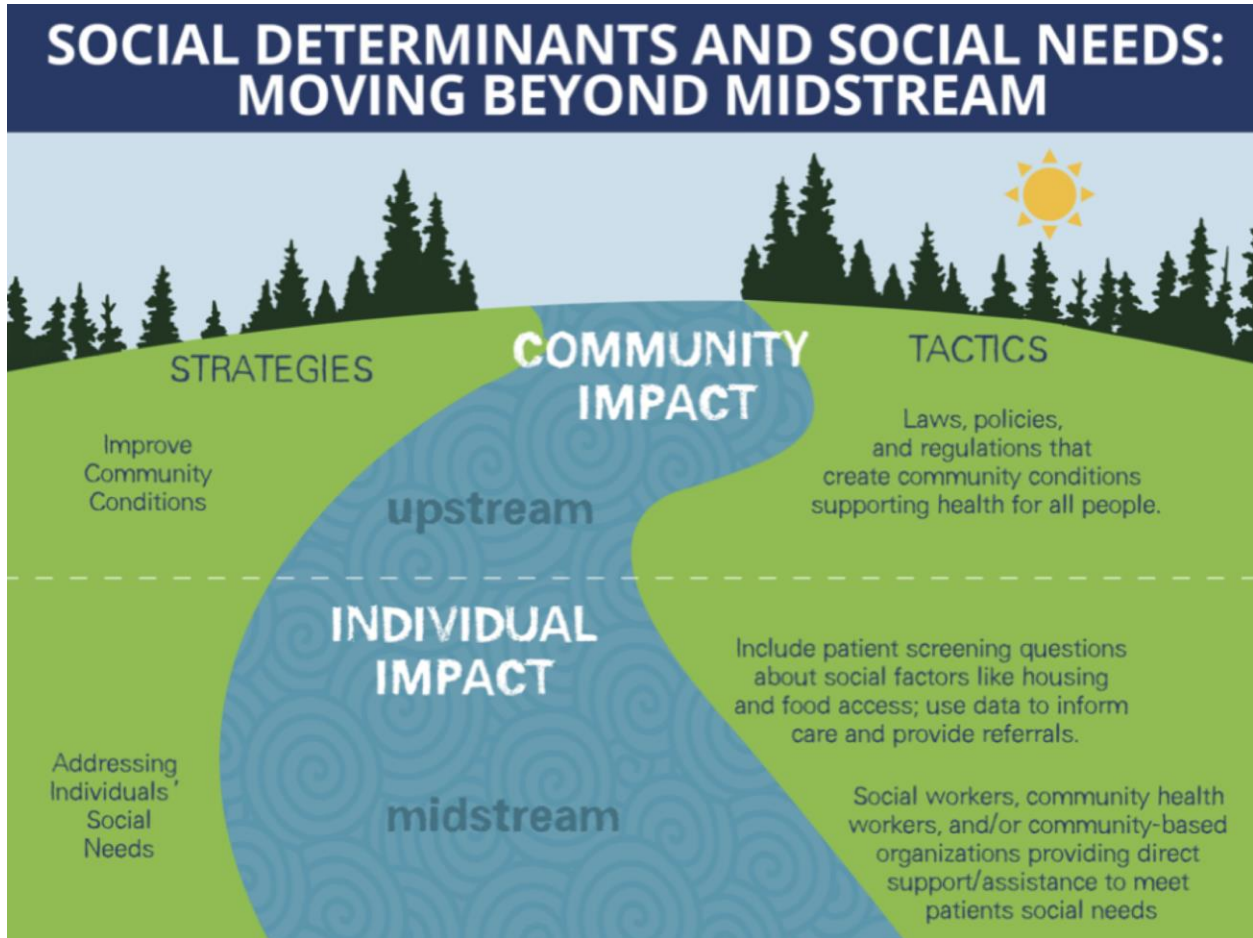 SOCIAL DETERMINANTS AND SOCIAL NEEDS:
MOVING BEYOND MIDSTREAM
STRATEGIES
COMMUNITY
IMPACT
TACTICS
Improve
Community
Conditions
upstream
Laws, policies,
and regulations that
create community conditions
supporting health for all people.
INDIVIDUAL
IMPACT
Addressing
Individuals'
Social
Needs
midstream
Include patient screening questions
about social factors like housing
and food access; use data to inform
care and provide referrals.
Social workers, community health
workers, and/or community-based
organizations providing direct
support/assistance to meet
patients social needs